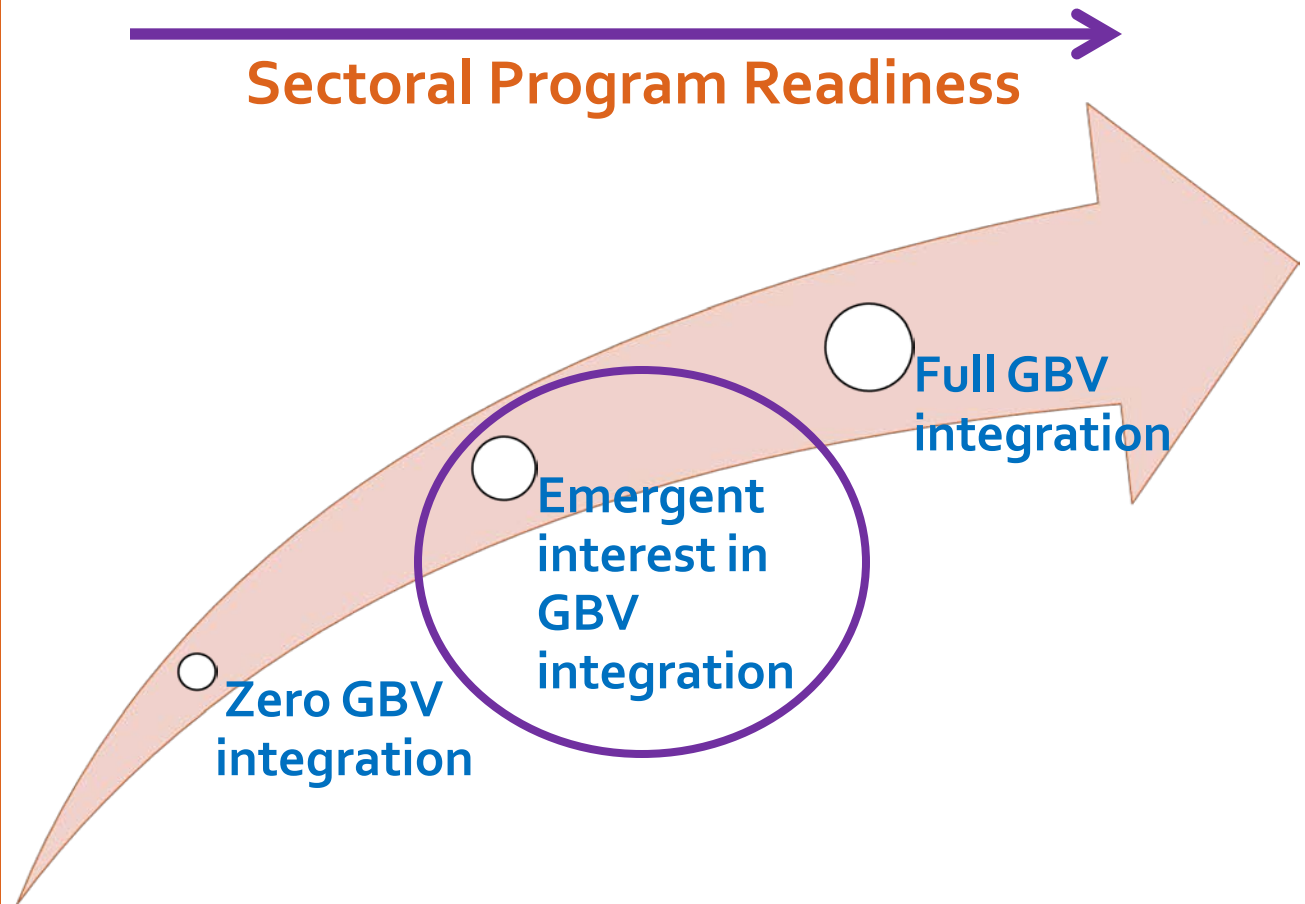 Sectoral Program Readiness
Full GBV
integration
Emergent
interest in
GBV
integration
Zero GBV
integration